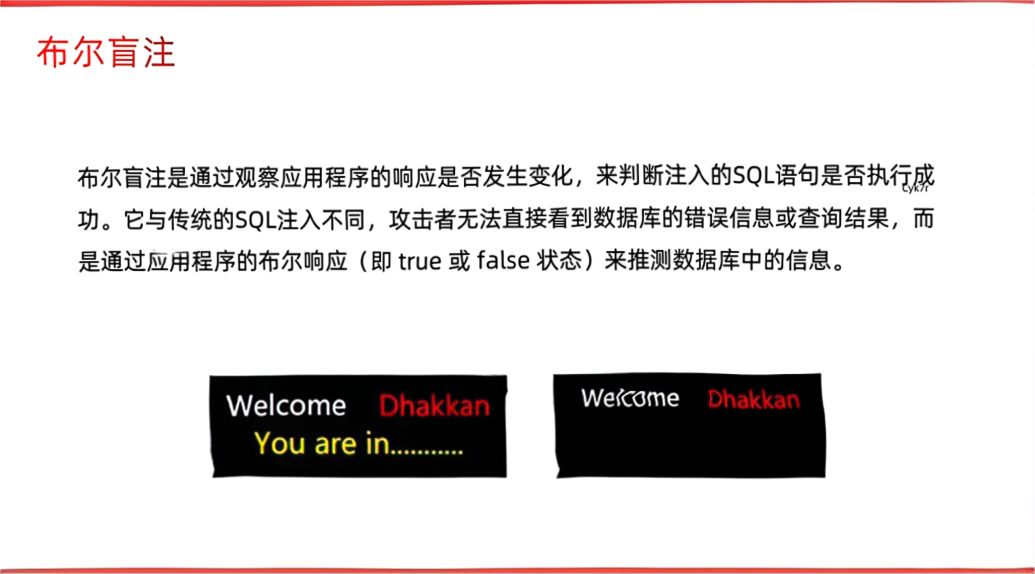 布尔盲注
布尔盲注是通过观察应用程序的响应是否发生变化，来判断注入的SQL语句是否执行成
功。它与传统的SQL注入不同，攻击者无法直接看到数据库的错误信息或查询结果，而
是通过应用程序的布尔响应（即 true 或 false 状态）来推测数据库中的信息。
Welcome Dhakkan
You are in...........
Welcome Dhakkan